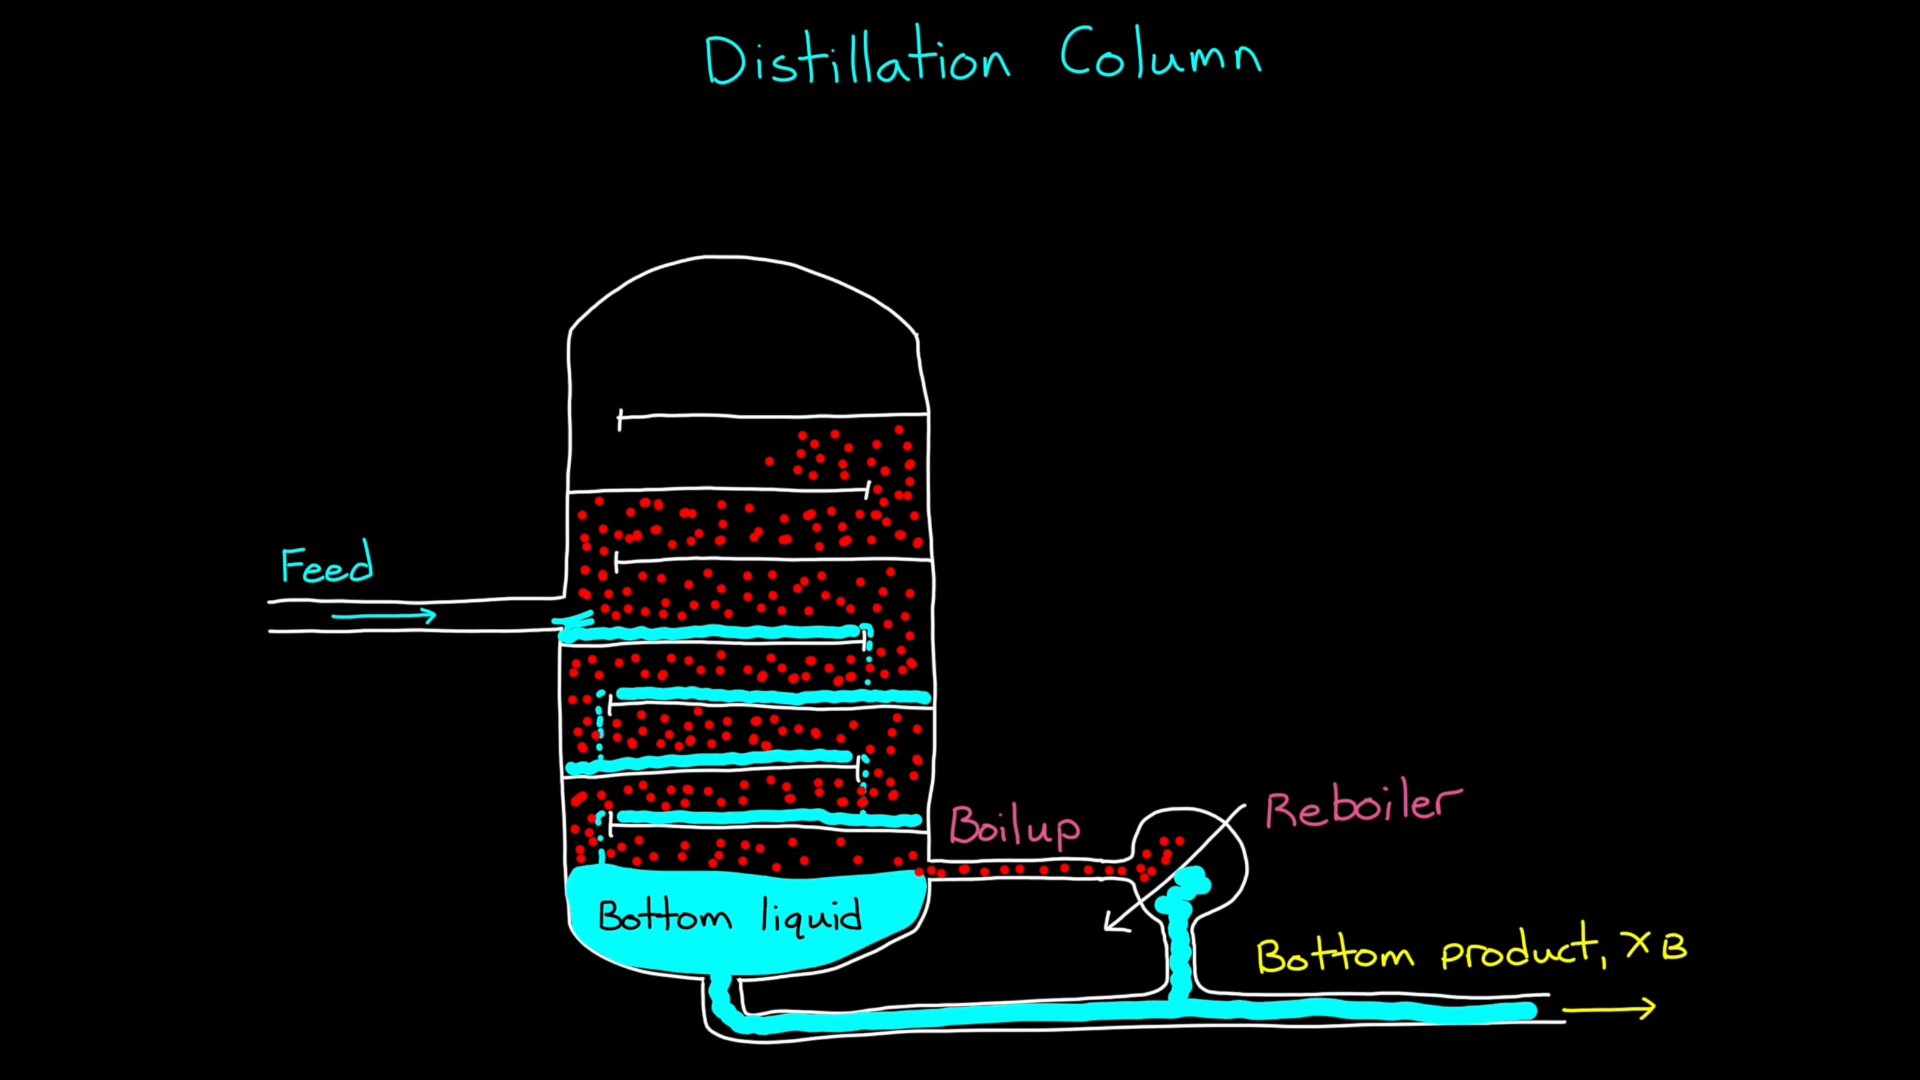 Distillation Column
Feed
Boilup
Reboiler
Bottom liquid
Bottom product, xB